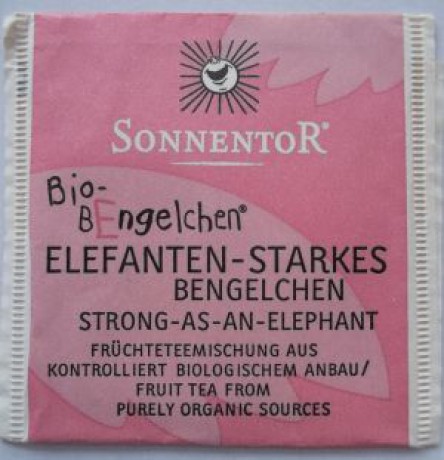 SONNENTOR®
Bio-
BEngelchen®
ELEFANTEN-STARKES
BENGELCHEN
STRONG-AS-AN-ELEPHANT
FRÜCHTETEEMISCHUNG AUS
KONTROLLIERT BIOLOGISCHEM ANBAU/
FRUIT TEA FROM
PURELY ORGANIC SOURCES